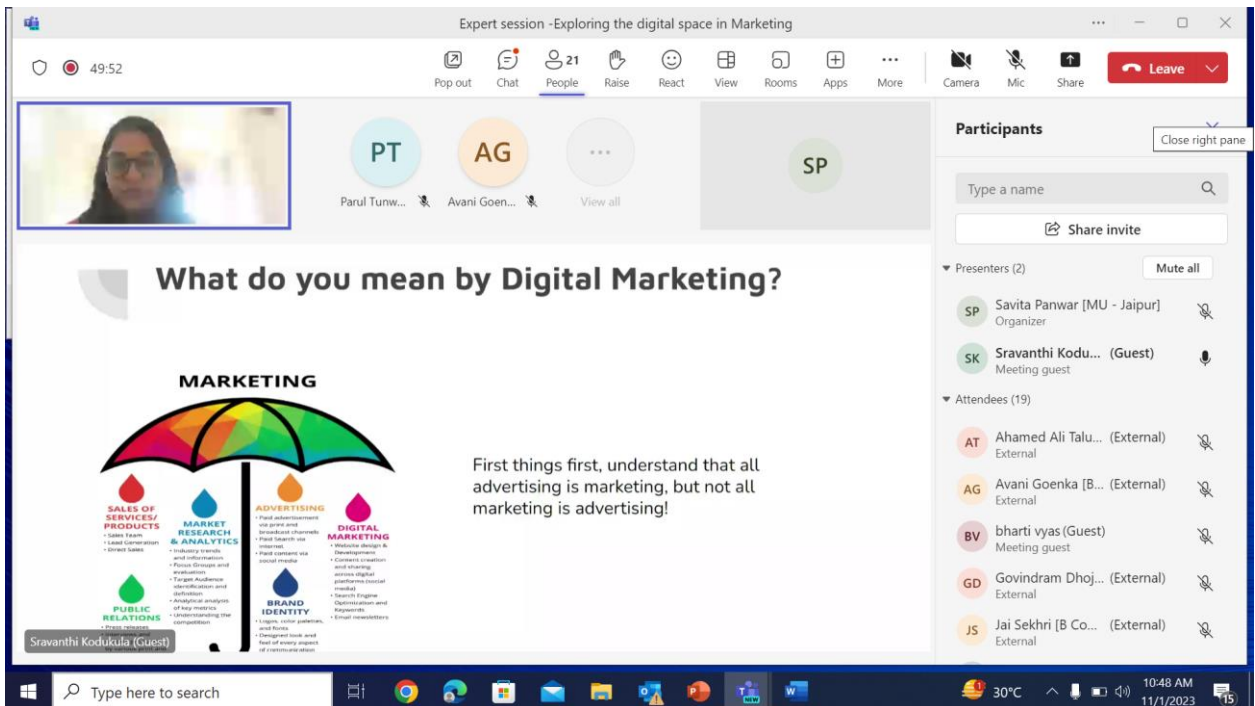 Expert session -Exploring the digital space in Marketing
49:52
Pop out
Chat
21
People
Raise
React
View
Rooms
Apps
More
Camera
Mic
Share
Leave
PT
Parul Tunw...
AG
Avani Goen...
View all
SP
What do you mean by Digital Marketing?
MARKETING
SALES OF
SERVICES/
PRODUCTS
• Sales Team
• Lead Generation
• Direct Sales
PUBLIC
RELATIONS
• Press releases
MARKET
RESEARCH
& ANALYTICS
• Industry trends
and information
• Focus Groups and
evaluation
• Target Audience
identification and
definition
• Analytical analysis
of key metrics
• Understanding the
competition
ADVERTISING
• Paid advertisement
via print and
broadcast channels
• Paid Search via
internet
• Paid content via
social media
BRAND
IDENTITY
• Logos, color palettes,
and fonts
• Designed look and
feel of every aspect
of communication
DIGITAL
MARKETING
• Website design &
Development
• Content creation
and sharing
across digital
platforms (social
media)
• Search Engine
Optimization and
Keywords
• Email newsletters
First things first, understand that all
advertising is marketing, but not all
marketing is advertising!
Sravanthi Kodukula (Guest)
Participants
Close right pane
Type a name
Share invite
Presenters (2)
Mute all
SP
Savita Panwar [MU - Jaipur]
Organizer
SK
Sravanthi Kodu... (Guest)
Meeting guest
Attendees (19)
AT
Ahamed Ali Talu... (External)
External
AG
Avani Goenka [B... (External)
External
BV
bharti vyas (Guest)
Meeting guest
GD
Govindram Dhoj... (External)
External
JS
Jai Sekhri [B Co... (External)
External
Type here to search
NEW
30°C
10:48 AM
11/1/2023
15